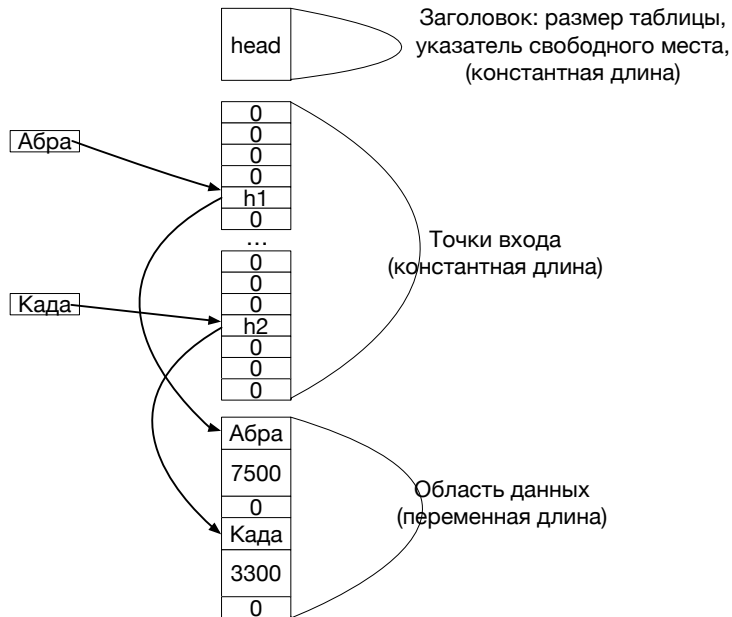 head
Заголовок: размер таблицы,
указатель свободного места,
(константная длина)
0
0
0
0
h1
0
...
0
0
0
h2
0
0
0
Абра
Када
Точки входа
(константная длина)
Абра
7500
0
Када
3300
0
Область данных
(переменная длина)